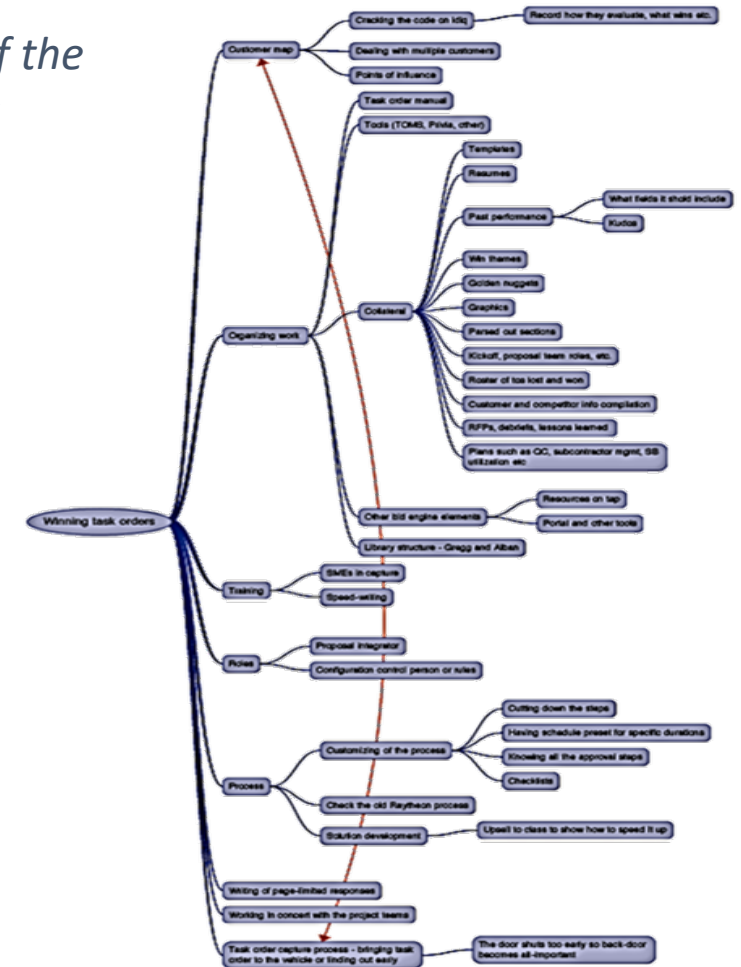 f the
Customer map
Cracking the code on idiq
Record how they evaluate, what wins etc.
Dealing with multiple customers
Points of influence
Organizing work
Task order manual
Tools (TOMS, Privia, other)
Collateral
Templates
Resumes
Past performance
What fields it shold include
Kudos
Win themes
Golden nuggets
Graphics
Parsed out sections
Kickoff, proposal team roles, etc.
Roster of tos lost and won
Customer and competitor info compilation
RFPs, debriefs, lessons learned
Plans such as QC, subcontractor mgmt, SB
utilization etc
Other bid engine elements
Resources on tap
Portal and other tools
Library structure - Gregg and Alban
Winning task orders
Training
SMEs in capture
Speed-writing
Roles
Proposal integrator
Configuration control person or rules
Process
Customizing of the process
Cutting down the steps
Having schedule preset for specific durations
Knowing all the approval steps
Checklists
Check the old Raytheon process
Solution development
Upsell to class to show how to speed it up
Writing of page-limited responses
Working in concert with the project teams
Task order capture process - bringing task
order to the vehicle or finding out early
The door shuts too early so back-door
becomes all-important